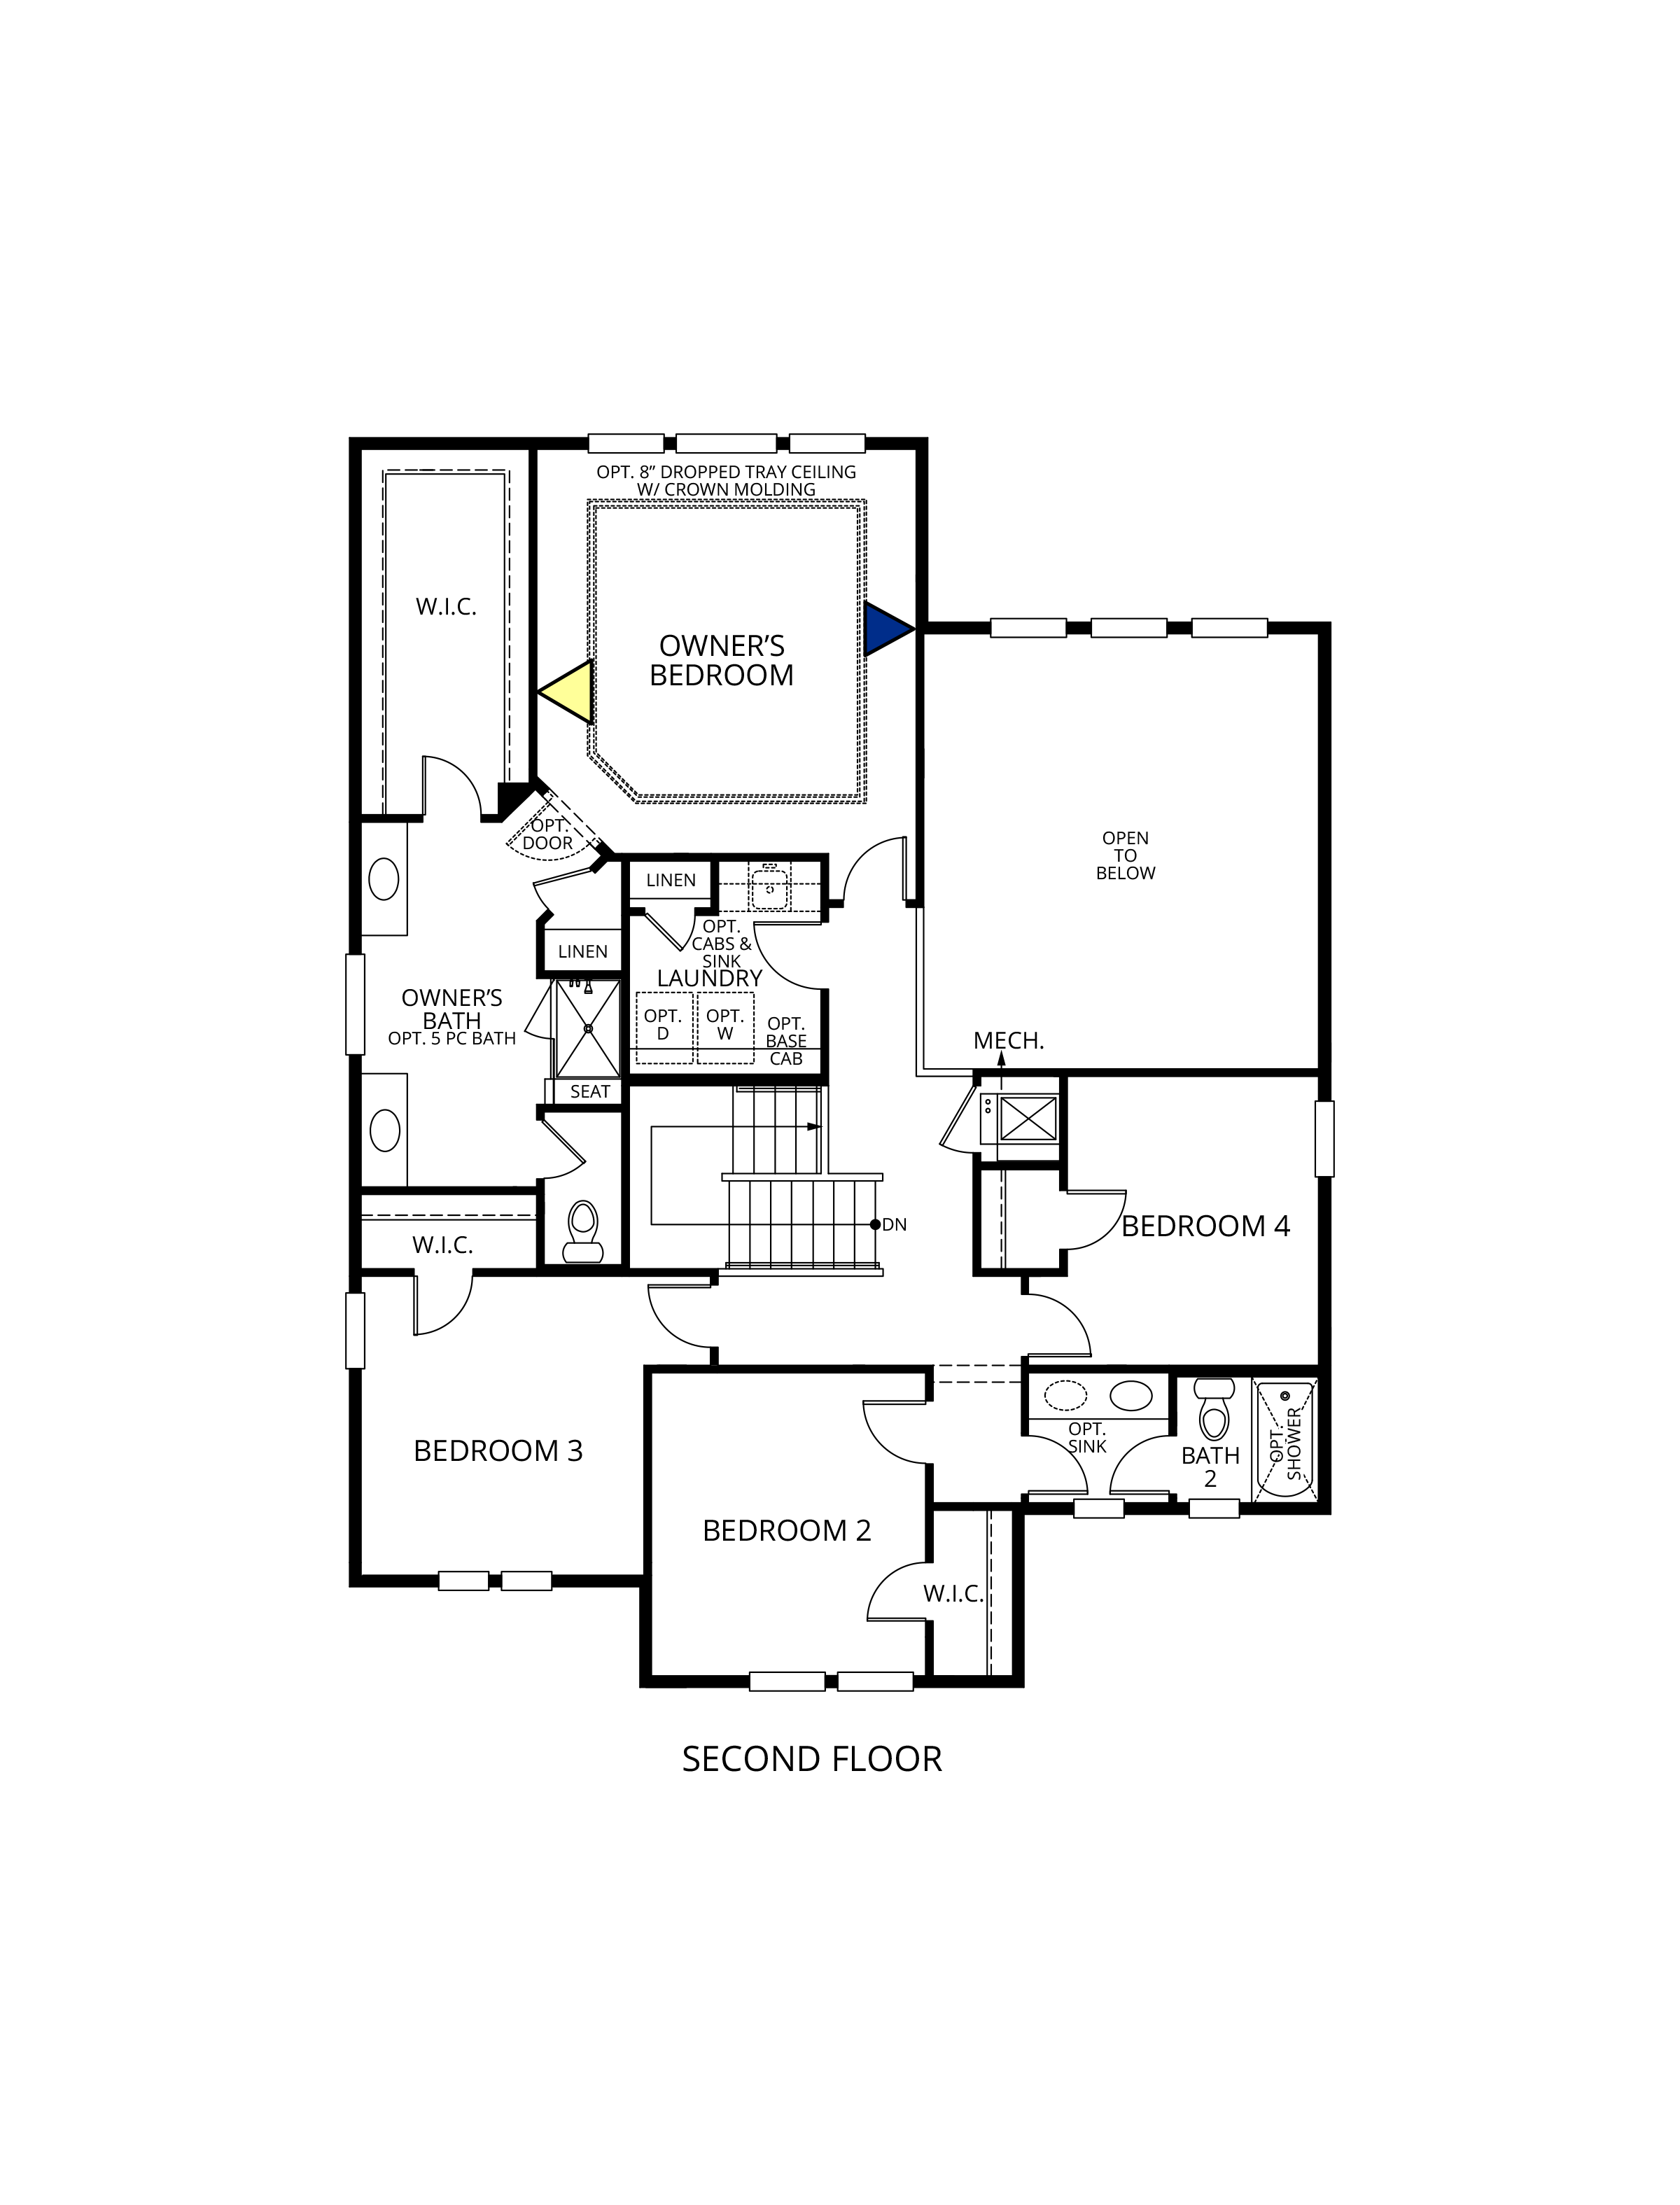 OPT. 8” DROPPED TRAY CEILING
W/ CROWN MOLDING
W.I.C.
OWNER’S
BEDROOM
OPT.
DOOR
OPEN
TO
BELOW
LINEN
OPT.
CABS &
SINK
LAUNDRY
LINEN
OWNER’S
BATH
OPT. 5 PC BATH
OPT.
D
OPT.
W
OPT.
BASE
CAB
MECH.
SEAT
DN
BEDROOM 4
W.I.C.
BEDROOM 3
OPT.
SINK
BATH
2
OPT.
SHOWER
BEDROOM 2
W.I.C.
SECOND FLOOR